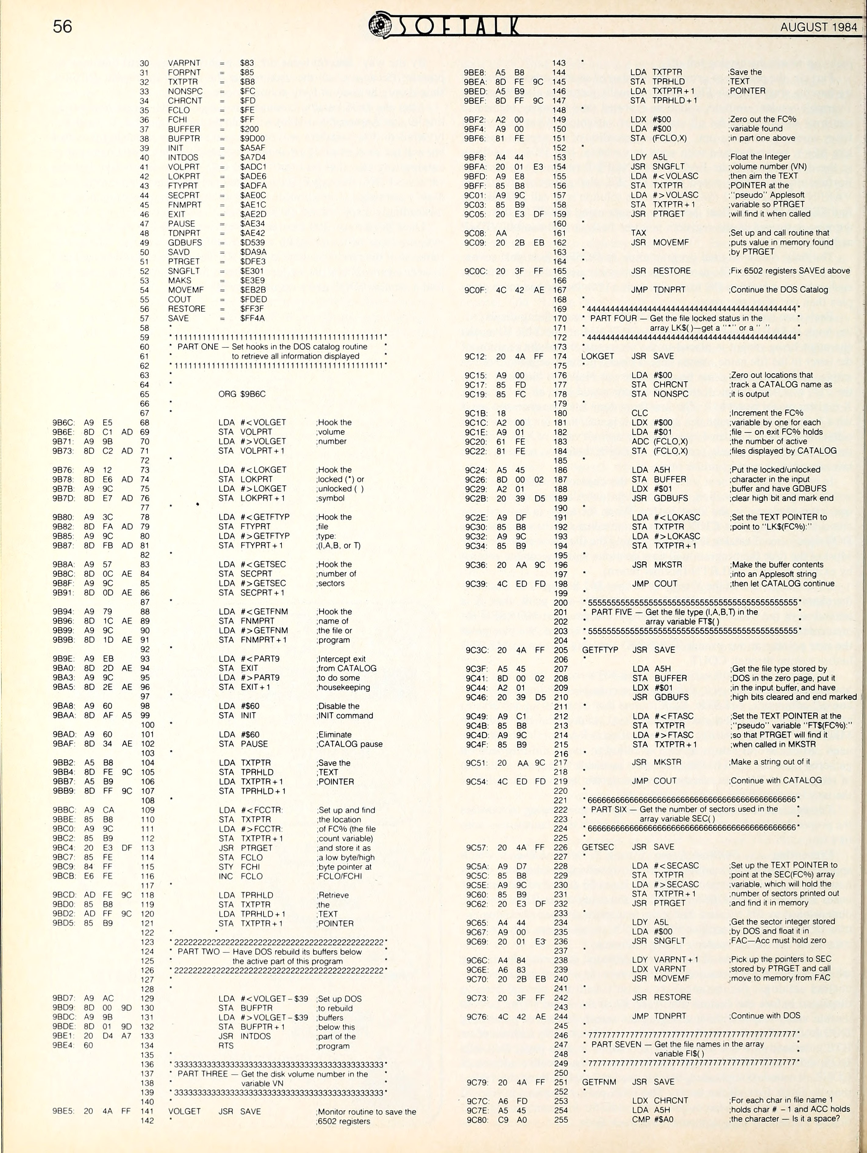 56
SOFTALK
AUGUST 1984
30 VARPNT = $83
31 FORPNT = $85
32 TXTPTR = $B8
33 NONSPC = $FC
34 CHRCNT = $FD
35 FCLO = $FE
36 FCHI = $FF
37 BUFFER = $200
38 BUFPTR = $9D00
39 INIT = $A5AF
40 INTDOS = $A7D4
41 VOLPRT = $ADC1
42 LOKPRT = $ADE6
43 FTYPRT = $ADFA
44 SECPRT = $AE0C
45 FNMPRT = $AE1C
46 EXIT = $AE2D
47 PAUSE = $AE34
48 TDNPRT = $AE42
49 GDBUFS = $D539
50 SAVD = $DA9A
51 PTRGET = $DFE3
52 SNGFLT = $E301
53 MAKS = $E3E9
54 MOVEMF = $EB2B
55 COUT = $FDED
56 RESTORE = $FF3F
57 SAVE = $FF4A
58 *
59 *1111111111111111111111111111111111111111111111*
60 * PART ONE — Set hooks in the DOS catalog routine *
61 * to retrieve all information displayed *
62 *1111111111111111111111111111111111111111111111*
63 *
64 *
65 ORG $9B6C
66 *
67 *
9B6C: A9 E5 68 LDA #<VOLGET ;Hook the
9B6E: 8D C1 AD 69 STA VOLPRT ;volume
9B71: A9 9B 70 LDA #>VOLGET ;number
9B73: 8D C2 AD 71 STA VOLPRT+1
72 *
9B76: A9 12 73 LDA #<LOKGET ;Hook the
9B78: 8D E6 AD 74 STA LOKPRT ;locked (*) or
9B7B: A9 9C 75 LDA #>LOKGET ;unlocked ( )
9B7D: 8D E7 AD 76 STA LOKPRT+1 ;symbol
77 *
9B80: A9 3C 78 LDA #<GETFTYP ;Hook the
9B82: 8D FA AD 79 STA FTYPRT ;file
9B85: A9 9C 80 LDA #>GETFTYP ;type
9B87: 8D FB AD 81 STA FTYPRT+1 ;(I,A,B, or T)
82 *
9B8A: A9 57 83 LDA #<GETSEC ;Hook the
9B8C: 8D 0C AE 84 STA SECPRT ;number of
9B8F: A9 9C 85 LDA #>GETSEC ;sectors
9B91: 8D 0D AE 86 STA SECPRT+1
87 *
9B94: A9 79 88 LDA #<GETFNM ;Hook the
9B96: 8D 1C AE 89 STA FNMPRT ;name of
9B99: A9 9C 90 LDA #>GETFNM ;the file or
9B9B: 8D 1D AE 91 STA FNMPRT+1 ;program
92 *
9B9E: A9 EB 93 LDA #<PART9 ;Intercept exit
9BA0: 8D 2D AE 94 STA EXIT ;from CATALOG
9BA3: A9 9C 95 LDA #>PART9 ;to do some
9BA5: 8D 2E AE 96 STA EXIT+1 ;housekeeping
97 *
9BA8: A9 60 98 LDA #$60 ;Disable the
9BAA: 8D AF A5 99 STA INIT ;INIT command
100 *
9BAD: A9 60 101 LDA #$60 ;Eliminate
9BAF: 8D 34 AE 102 STA PAUSE ;CATALOG pause
103 *
9BB2: A5 B8 104 LDA TXTPTR ;Save the
9BB4: 8D FE 9C 105 STA TPRHLD ;TEXT
9BB7: A5 B9 106 LDA TXTPTR+1 ;POINTER
9BB9: 8D FF 9C 107 STA TPRHLD+1
108 *
9BBC: A9 CA 109 LDA #<FCCTR ;Set up and find
9BBE: 85 B8 110 STA TXTPTR ;the location
9BC0: A9 9C 111 LDA #>FCCTR ;of FC% (the file
9BC2: 85 B9 112 STA TXTPTR+1 ;count variable)
9BC4: 20 E3 DF 113 JSR PTRGET ;and store it as
9BC7: 85 FE 114 STA FCLO ;a low byte/high
9BC9: 84 FF 115 STY FCHI ;byte pointer at
9BCB: E6 FE 116 INC FCLO ;FCLO/FCHI
117 *
9BCD: AD FE 9C 118 LDA TPRHLD ;Retrieve
9BD0: 85 B8 119 STA TXTPTR ;the
9BD2: AD FF 9C 120 LDA TPRHLD+1 ;TEXT
9BD5: 85 B9 121 STA TXTPTR+1 ;POINTER
122 *
123 *2222222222222222222222222222222222222222222222*
124 * PART TWO — Have DOS rebuild its buffers below *
125 * the active part of this program *
126 *2222222222222222222222222222222222222222222222*
127 *
128 *
9BD7: A9 AC 129 LDA #<VOLGET−$39 ;Set up DOS
9BD9: 8D 00 9D 130 STA BUFPTR ;to rebuild
9BDC: A9 9B 131 LDA #>VOLGET−$39 ;buffers
9BDE: 8D 01 9D 132 STA BUFPTR+1 ;below this
9BE1: 20 D4 A7 133 JSR INTDOS ;part of the
9BE4: 60 134 RTS ;program
135 *
136 *3333333333333333333333333333333333333333333333*
137 * PART THREE — Get the disk volume number in the *
138 * variable VN *
139 *3333333333333333333333333333333333333333333333*
140 *
9BE5: 20 4A FF 141 VOLGET JSR SAVE ;Monitor routine to save the
142 * ;6502 registers
143 *
9BE8: A5 B8 144 LDA TXTPTR ;Save the
9BEA: 8D FE 9C 145 STA TPRHLD ;TEXT
9BED: A5 B9 146 LDA TXTPTR+1 ;POINTER
9BEF: 8D FF 9C 147 STA TPRHLD+1
148 *
9BF2: A2 00 149 LDX #$00 ;Zero out the FC%
9BF4: A9 00 150 LDA #$00 ;variable found
9BF6: 81 FE 151 STA (FCLO,X) ;in part one above
152 *
9BF8: A4 44 153 LDY A5L ;Float the Integer
9BFA: 20 01 E3 154 JSR SNGFLT ;volume number (VN)
9BFD: A9 E8 155 LDA #<VOLASC ;then aim the TEXT
9BFF: 85 B8 156 STA TXTPTR ;POINTER at the
9C01: A9 9C 157 LDA #>VOLASC ;"pseudo" Applesoft
9C03: 85 B9 158 STA TXTPTR+1 ;variable so PTRGET
9C05: 20 E3 DF 159 JSR PTRGET ;will find it when called
160 *
9C08: AA 161 TAX ;Set up and call routine that
9C09: 20 2B EB 162 JSR MOVEMF ;puts value in memory found
163 * ;by PTRGET
164 *
9C0C: 20 3F FF 165 JSR RESTORE ;Fix 6502 registers SAVEd above
166 *
9C0F: 4C 42 AE 167 JMP TDNPRT ;Continue the DOS Catalog
168 *
169 *4444444444444444444444444444444444444444444444*
170 * PART FOUR — Get the file locked status in the *
171 * array LK$( )—get a "*" or a " " *
172 *4444444444444444444444444444444444444444444444*
173 *
9C12: 20 4A FF 174 LOKGET JSR SAVE
175 *
9C15: A9 00 176 LDA #$00 ;Zero out locations that
9C17: 85 FD 177 STA CHRCNT ;track a CATALOG name as
9C19: 85 FC 178 STA NONSPC ;it is output
179 *
9C1B: 18 180 CLC ;Increment the FC%
9C1C: A2 00 181 LDX #$00 ;variable by one for each
9C1E: A9 01 182 LDA #$01 ;file — on exit FC% holds
9C20: 61 FE 183 ADC (FCLO,X) ;the number of active
9C22: 81 FE 184 STA (FCLO,X) ;files displayed by CATALOG
185 *
9C24: A5 45 186 LDA A5H ;Put the locked/unlocked
9C26: 8D 00 02 187 STA BUFFER ;character in the input
9C29: A2 01 188 LDX #$01 ;buffer and have GDBUFS
9C2B: 20 39 D5 189 JSR GDBUFS ;clear high bit and mark end
190 *
9C2E: A9 DF 191 LDA #<LOKASC ;Set the TEXT POINTER to
9C30: 85 B8 192 STA TXTPTR ;point to "LK$(FC%):"
9C32: A9 9C 193 LDA #>LOKASC
9C34: 85 B9 194 STA TXTPTR+1
195 *
9C36: 20 AA 9C 196 JSR MKSTR ;Make the buffer contents
197 * ;into an Applesoft string
9C39: 4C ED FD 198 JMP COUT ;then let CATALOG continue
199 *
200 *5555555555555555555555555555555555555555555555*
201 * PART FIVE — Get the file type (I,A,B,T) in the *
202 * array variable FT$( ) *
203 *5555555555555555555555555555555555555555555555*
204 *
9C3C: 20 4A FF 205 GETFTYP JSR SAVE
206 *
9C3F: A5 45 207 LDA A5H ;Get the file type stored by
9C41: 8D 00 02 208 STA BUFFER ;DOS in the zero page, put it
9C44: A2 01 209 LDX #$01 ;in the input buffer, and have
9C46: 20 39 D5 210 JSR GDBUFS ;high bits cleared and end marked
211 *
9C49: A9 C1 212 LDA #<FTASC ;Set the TEXT POINTER at the
9C4B: 85 B8 213 STA TXTPTR ;"pseudo" variable "FT$(FC%):"
9C4D: A9 9C 214 LDA #>FTASC ;so that PTRGET will find it
9C4F: 85 B9 215 STA TXTPTR+1 ;when called in MKSTR
216 *
9C51: 20 AA 9C 217 JSR MKSTR ;Make a string out of it
218 *
9C54: 4C ED FD 219 JMP COUT ;Continue with CATALOG
220 *
221 *6666666666666666666666666666666666666666666666*
222 * PART SIX — Get the number of sectors used in the *
223 * array variable SEC( ) *
224 *6666666666666666666666666666666666666666666666*
225 *
9C57: 20 4A FF 226 GETSEC JSR SAVE
227 *
9C5A: A9 D7 228 LDA #<SECASC ;Set up the TEXT POINTER to
9C5C: 85 B8 229 STA TXTPTR ;point at the SEC(FC%) array
9C5E: A9 9C 230 LDA #>SECASC ;variable, which will hold the
9C60: 85 B9 231 STA TXTPTR+1 ;number of sectors printed out
9C62: 20 E3 DF 232 JSR PTRGET ;and find it in memory
233 *
9C65: A4 44 234 LDY A5L ;Get the sector integer stored
9C67: A9 00 235 LDA #$00 ;by DOS and float it in
9C69: 20 01 E3 236 JSR SNGFLT ;FAC—Acc must hold zero
237 *
9C6C: A4 84 238 LDY VARPNT+1 ;Pick up the pointers to SEC
9C6E: A6 83 239 LDX VARPNT ;stored by PTRGET and call
9C70: 20 2B EB 240 JSR MOVEMF ;move to memory from FAC
241 *
9C73: 20 3F FF 242 JSR RESTORE
243 *
9C76: 4C 42 AE 244 JMP TDNPRT ;Continue with DOS
245 *
246 *7777777777777777777777777777777777777777777777*
247 * PART SEVEN — Get the file names in the array *
248 * variable FI$( ) *
249 *7777777777777777777777777777777777777777777777*
250 *
9C79: 20 4A FF 251 GETFNM JSR SAVE
252 *
9C7C: A6 FD 253 LDX CHRCNT ;For each char in file name 1
9C7E: A5 45 254 LDA A5H ;holds char # − 1 and ACC holds
9C80: C9 A0 255 CMP #$A0 ;the character — Is it a space?